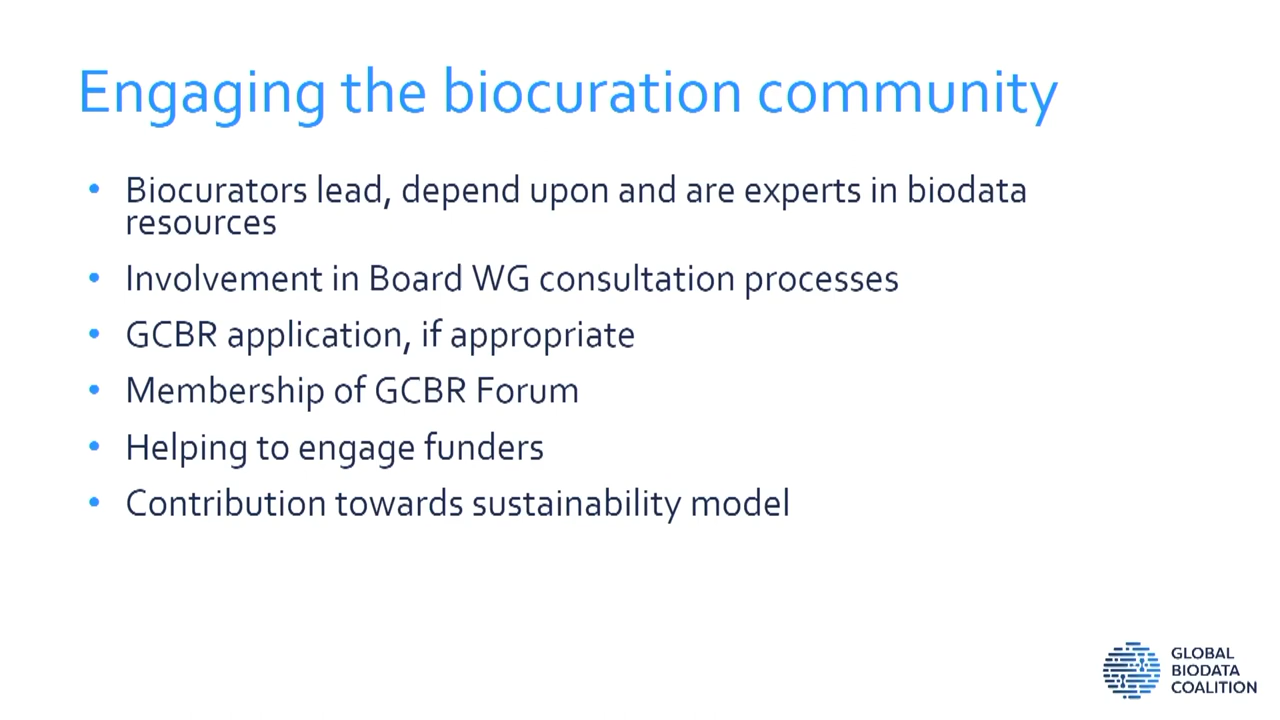 Engaging the biocuration community
• Biocurators lead, depend upon and are experts in biodata
resources
• Involvement in Board WG consultation processes
• GCBR application, if appropriate
• Membership of GCBR Forum
• Helping to engage funders
• Contribution towards sustainability model
GLOBAL
BIODATA
COALITION